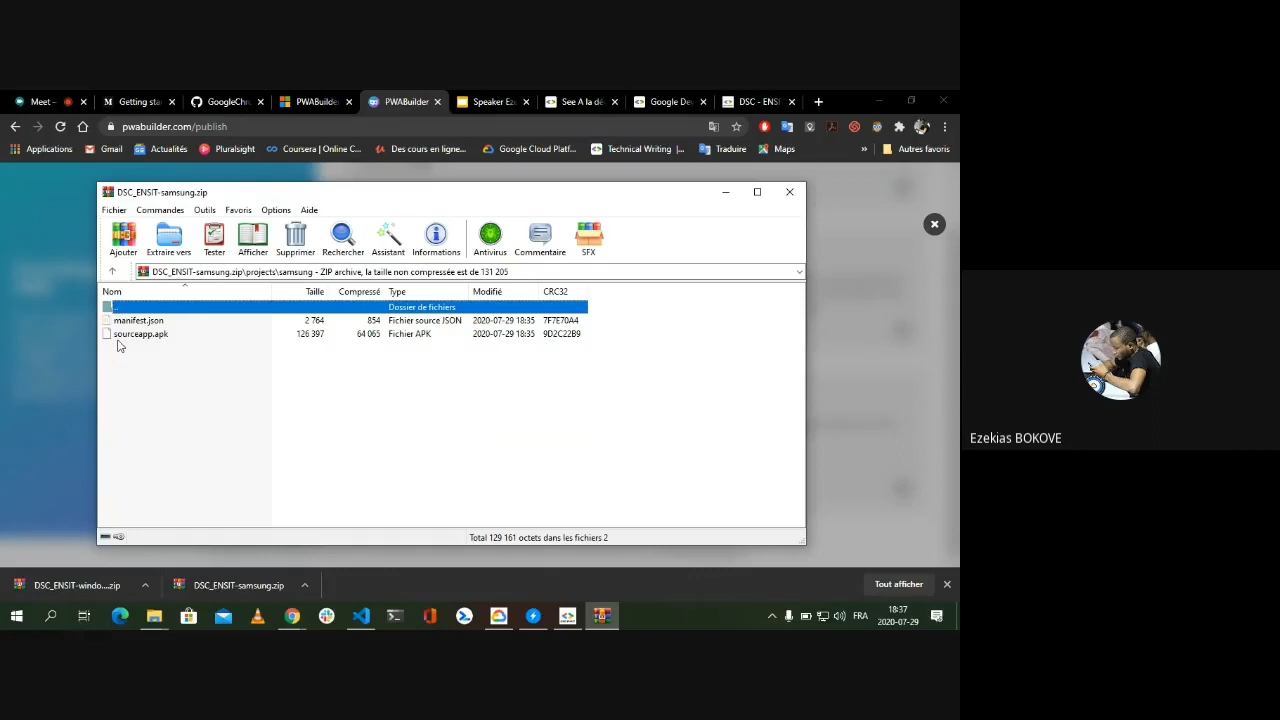 Meet –
Getting sta
GoogleChr
PWABuilde
PWABuilder
Speaker Eze
See A la dé
Google Dev
DSC - ENSI
pwabuilder.com/publish
Applications
Gmail
Actualités
Pluralsight
Coursera | Online C...
Des cours en ligne...
Google Cloud Platf...
Technical Writing |...
Traduire
Maps
»
Autres favoris
DSC_ENSIT-samsung.zip
Fichier Commandes Outils Favoris Options Aide
Ajouter Extraire vers Tester Afficher Supprimer Rechercher Assistant Informations Antivirus Commentaire SFX
DSC_ENSIT-samsung.zip\projects\samsung - ZIP archive, la taille non compressée est de 131 205
Nom Taille Compressé Type Modifié CRC32
.. Dossier de fichiers
manifest.json 2 764 854 Fichier source JSON 2020-07-29 18:35 7F7E70A4
sourceapp.apk 126 397 64 065 Fichier APK 2020-07-29 18:35 9D2C22B9
Ezekias BOKOVE
Total 129 161 octets dans les fichiers 2
DSC_ENSIT-windo....zip
DSC_ENSIT-samsung.zip
Tout afficher
FRA
18:37
2020-07-29